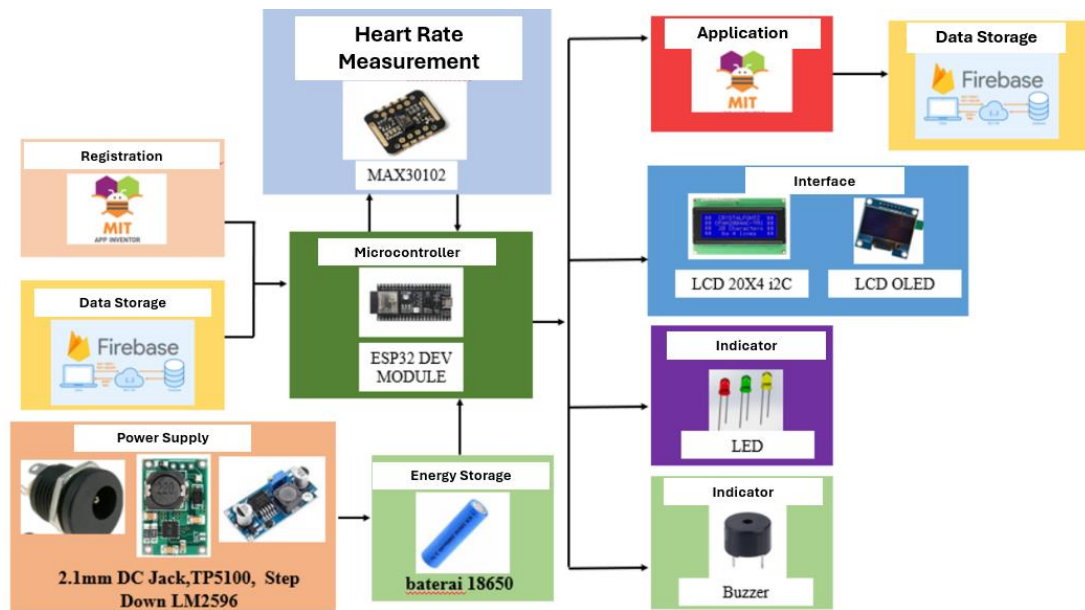 Heart Rate
Measurement
MAX30102
Registration
MIT
APP INVENTOR
Data Storage
Firebase
Microcontroller
ESP32 DEV
MODULE
Power Supply
2.1mm DC Jack,TP5100, Step
Down LM2596
Energy Storage
baterai 18650
Application
MIT
Data Storage
Firebase
Interface
LCD 20X4 i2C
LCD OLED
Indicator
LED
Indicator
Buzzer